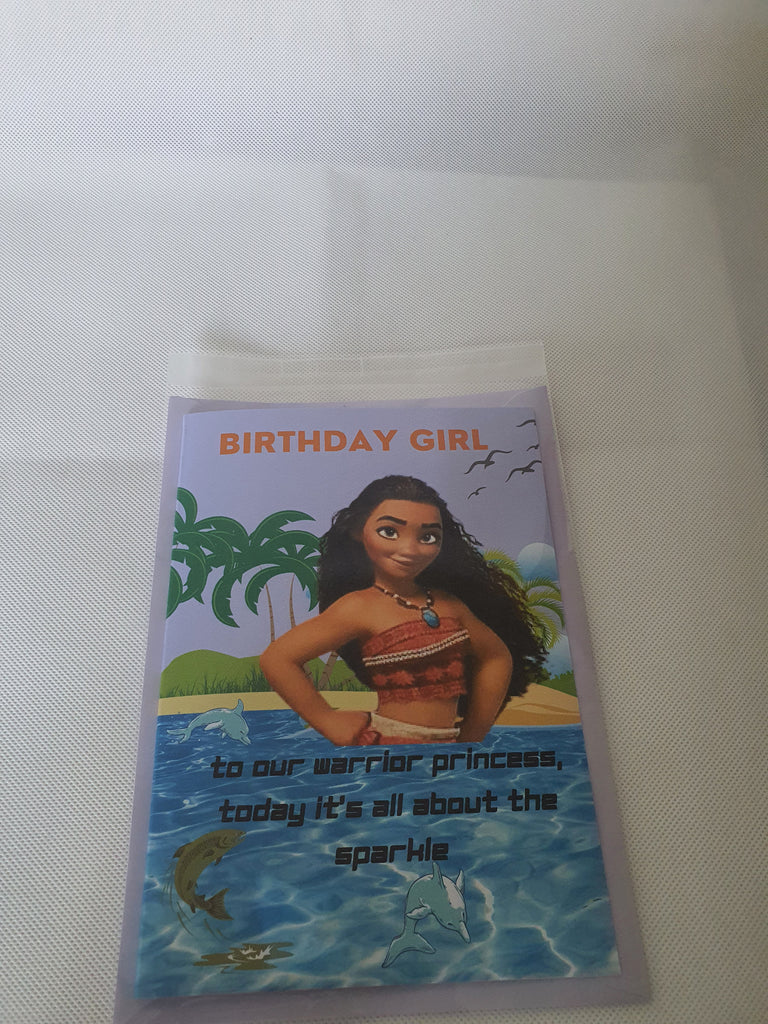 BIRTHDAY GIRL
to our warrior princess,
today it's all about the
sparkle